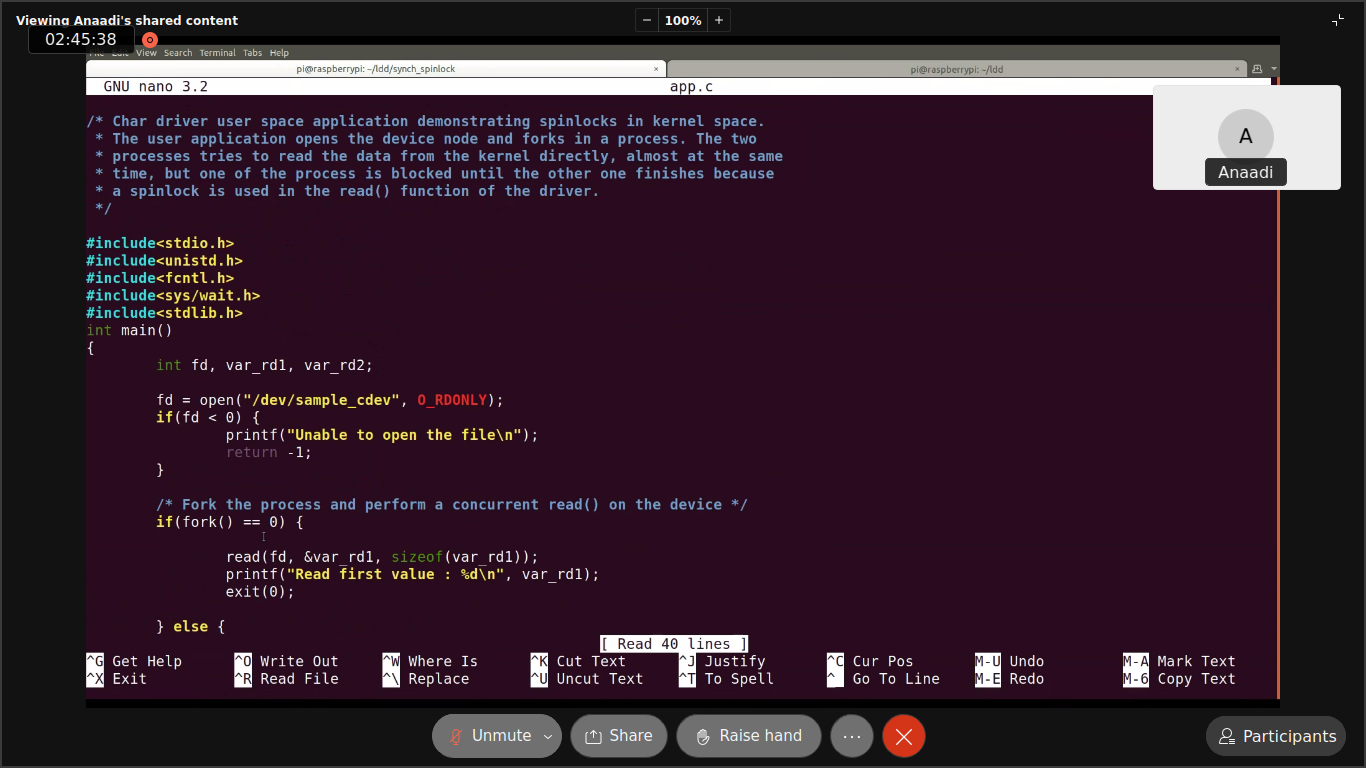 Viewing Anaadi's shared content
− 100% +
02:45:38
Edit View Search Terminal Tabs Help
pi@raspberrypi: ~/ldd/synch_spinlock ×
pi@raspberrypi: ~/ldd ×
GNU nano 3.2 app.c
/* Char driver user space application demonstrating spinlocks in kernel space.
* The user application opens the device node and forks in a process. The two
* processes tries to read the data from the kernel directly, almost at the same
* time, but one of the process is blocked until the other one finishes because
* a spinlock is used in the read() function of the driver.
*/
A
Anaadi
#include<stdio.h>
#include<unistd.h>
#include<fcntl.h>
#include<sys/wait.h>
#include<stdlib.h>
int main()
{
int fd, var_rd1, var_rd2;
fd = open("/dev/sample_cdev", O_RDONLY);
if(fd < 0) {
printf("Unable to open the file\n");
return -1;
}
/* Fork the process and perform a concurrent read() on the device */
if(fork() == 0) {
read(fd, &var_rd1, sizeof(var_rd1));
printf("Read first value : %d\n", var_rd1);
exit(0);
} else {
[ Read 40 lines ]
^G Get Help ^O Write Out ^W Where Is ^K Cut Text ^J Justify ^C Cur Pos M-U Undo M-A Mark Text
^X Exit ^R Read File ^\ Replace ^U Uncut Text ^T To Spell ^_ Go To Line M-E Redo M-6 Copy Text
Unmute Share Raise hand ··· Participants